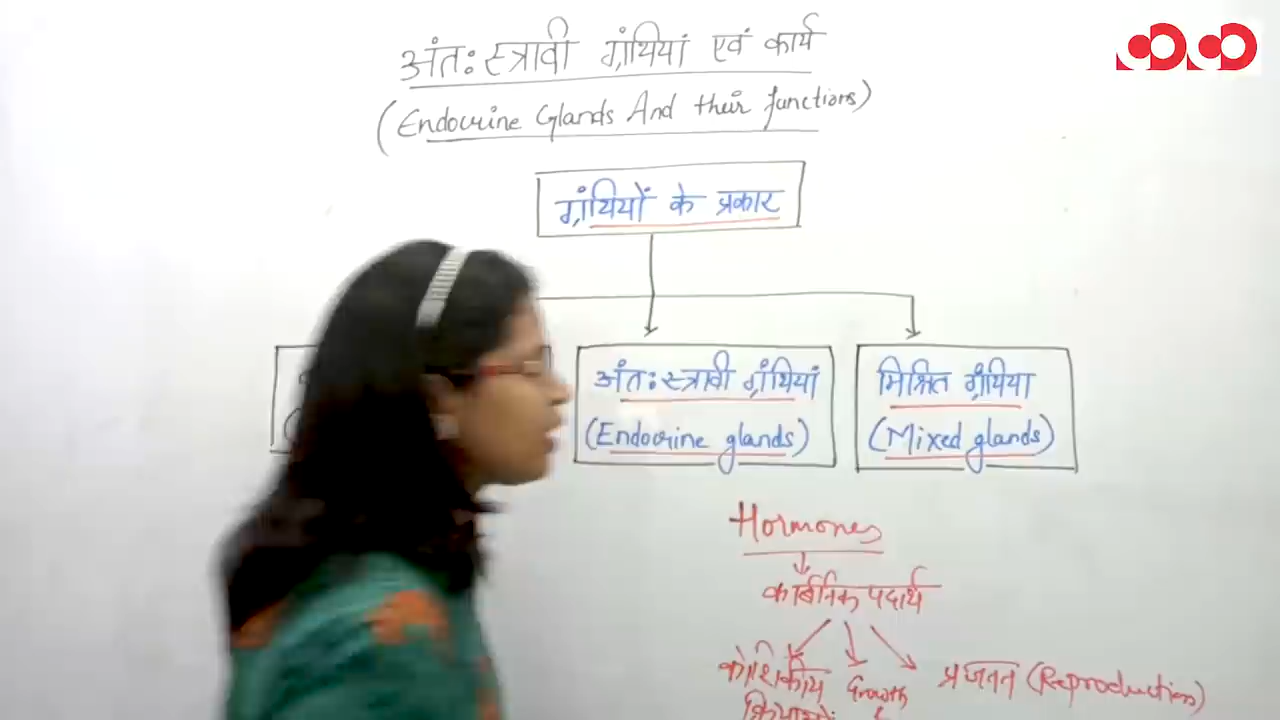 अंतः स्त्रावी ग्रंथियां एवं कार्य
(Endocrine Glands And their functions)
ग्रंथियों के प्रकार
अंतः स्त्रावी ग्रंथियां
(Endocrine glands)
मिश्रित ग्रंथिया
(Mixed glands)
Hormones
कार्बनिक पदार्थ
कोशिकीय
Growth
प्रजनन (Reproduction)